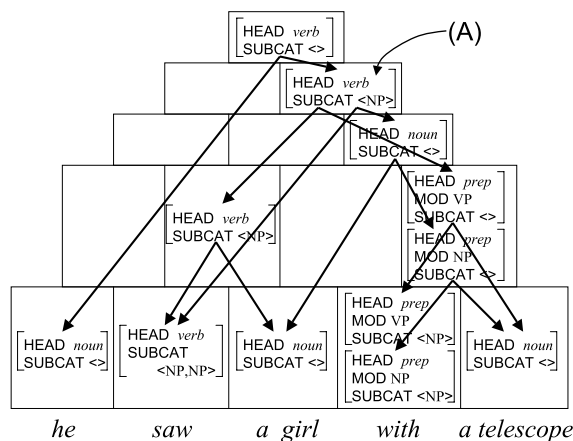 HEAD verb
SUBCAT <>
(A)
HEAD verb
SUBCAT <NP>
HEAD noun
SUBCAT <>
HEAD prep
MOD VP
SUBCAT <>
HEAD verb
SUBCAT <NP>
HEAD prep
MOD NP
SUBCAT <>
HEAD noun
SUBCAT <>
HEAD verb
SUBCAT
<NP,NP>
HEAD noun
SUBCAT <>
HEAD prep
MOD VP
SUBCAT <NP>
HEAD prep
MOD NP
SUBCAT <NP>
HEAD noun
SUBCAT <>
he saw a girl with a telescope